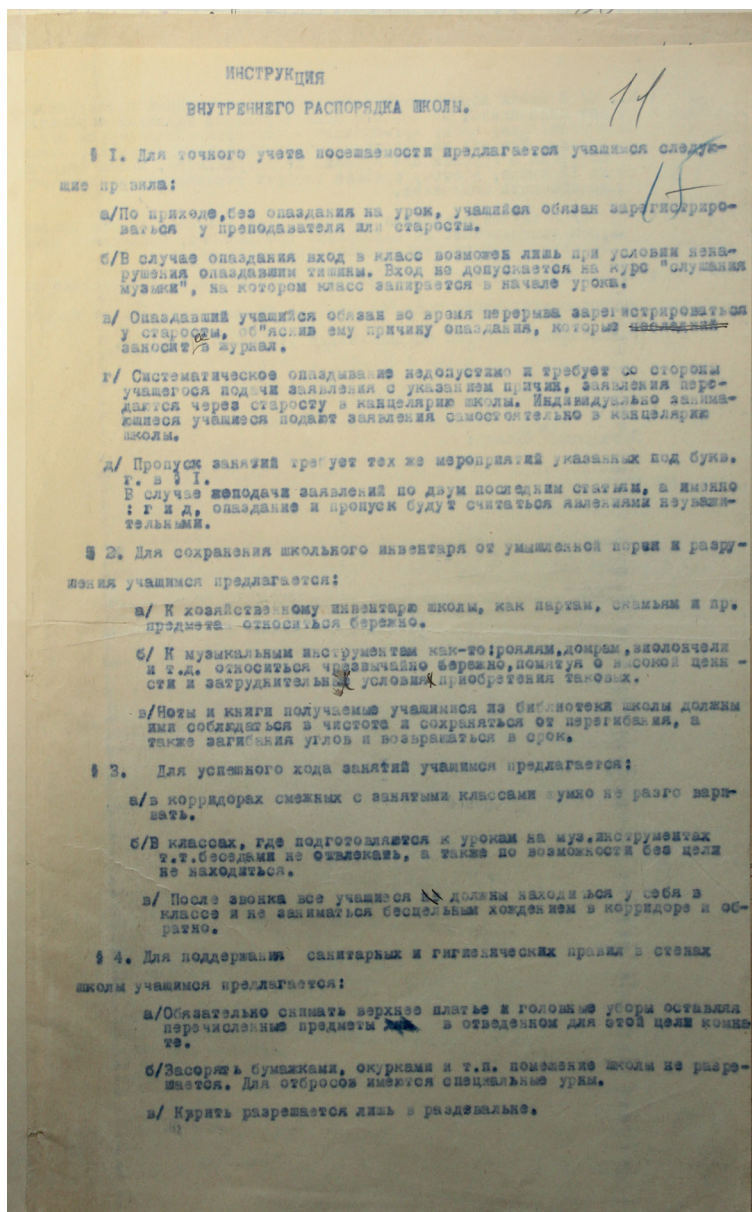 ИНСТРУКЦИЯ
ВНУТРЕННЕГО РАСПОРЯДКА ШКОЛЫ.
11
15
§ I. Для точного учета посещаемости предлагается учащимся следую-
щие правила:
а/По приходе,без опаздания на урок, учащийся обязан зарегистриро-
ваться у преподавателя или старосты.
б/В случае опаздания вход в класс возможен лишь при условии нена-
рушения опаздавшим тишины. Вход не допускается на курс "слушания
музыки", на котором класс запирается в начале урока.
в/ Опаздавший учащийся обязан во время перерыва зарегистрироваться
у старосты, об"яснив ему причину опаздания, которые последний
заносит в журнал.
г/ Систематическое опаздывание недопустимо и требует со стороны
учащегося подачи заявления с указанием причин, заявления пере-
даются через старосту в канцелярию школы. Индивидуально занима-
ющиеся учащиеся подают заявления самостоятельно в канцелярию
школы.
д/ Пропуск занятий требует тех же мероприятий указанных под букв.
г. в § I.
В случае неподачи заявлений по двум последним статьям, а именно
: г и д, опаздание и пропуск будут считаться явлениями неуважи-
тельными.
§ 2. Для сохранения школьного инвентаря от умышленной порчи и разру-
шения учащимся предлагается:
а/ К хозяйственному инвентарю школы, как партам, скамьям и пр.
предмета относиться бережно.
б/ К музыкальным инструментам как-то:роялям,домрам,виолончели
и т.д. относиться чрезвычайно бережно,помятуя о высокой ценн -
сти и затруднительных условиях приобретения таковых.
в/Ноты и книги получаемые учащимися из библиотеки школы должны
ими соблюдаться в чистоте и сохраняться от перегибания, а
также загибания углов и возвращаться в срок.
§ 3. Для успешного хода занятий учащимся предлагается:
а/в корридорах смежных с занятыми классами шумно не разго вари-
вать.
б/В классах, где подготовляются к урокам на муз.инструментах
т.т.беседами не отвлекать, а также по возможности без цели
не находиться.
в/ После звонка все учащиеся должны находиться у себя в
классе и не заниматься бесцельным хождением в корридоре и об-
ратно.
§ 4. Для поддержания санитарных и гигиенических правил в стенах
школы учащимся предлагается:
а/Обязательно снимать верхнее платье и головные уборы оставляя
перечисленные предметы в отведенном для этой цели комна
те.
б/Засорять бумажками, окурками и т.п. помещение школы не разре-
шается. Для отбросов имеются специальные урны.
в/ Курить разрешается лишь в раздевальне.